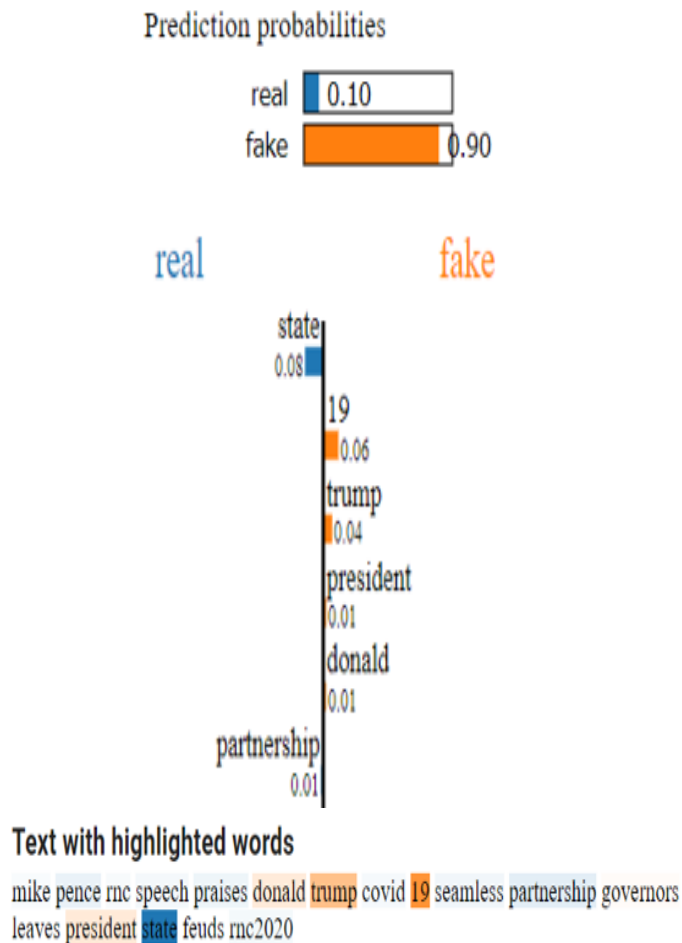 Prediction probabilities
real 0.10
fake 0.90
real fake
state
0.08
19
0.06
trump
0.04
president
0.01
donald
0.01
partnership
0.01
Text with highlighted words
mike pence rnc speech praises donald trump covid 19 seamless partnership governors
leaves president state feuds rnc2020